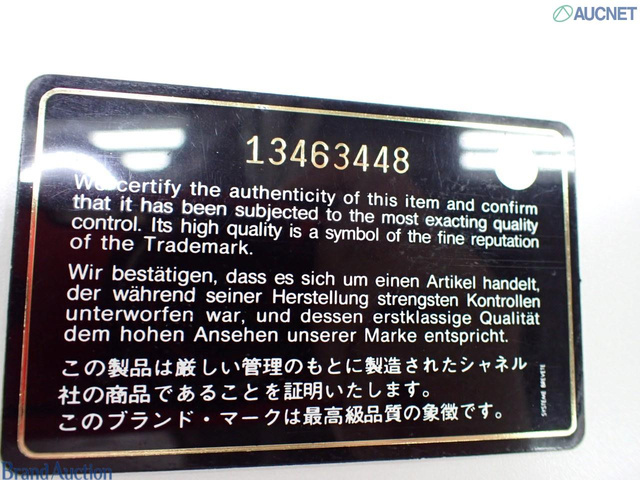 AUCNET
13463448
We certify the authenticity of this item and confirm
that it has been subjected to the most exacting quality
control. Its high quality is a symbol of the fine reputation
of the Trademark.
Wir bestätigen, dass es sich um einen Artikel handelt,
der während seiner Herstellung strengsten Kontrollen
unterworfen war, und dessen erstklassige Qualität
dem hohen Ansehen unserer Marke entspricht.
この製品は厳しい管理のもとに製造されたシャネル
社の商品であることを証明いたします。
このブランド・マークは最高級品質の象徴です。
Brand Auction